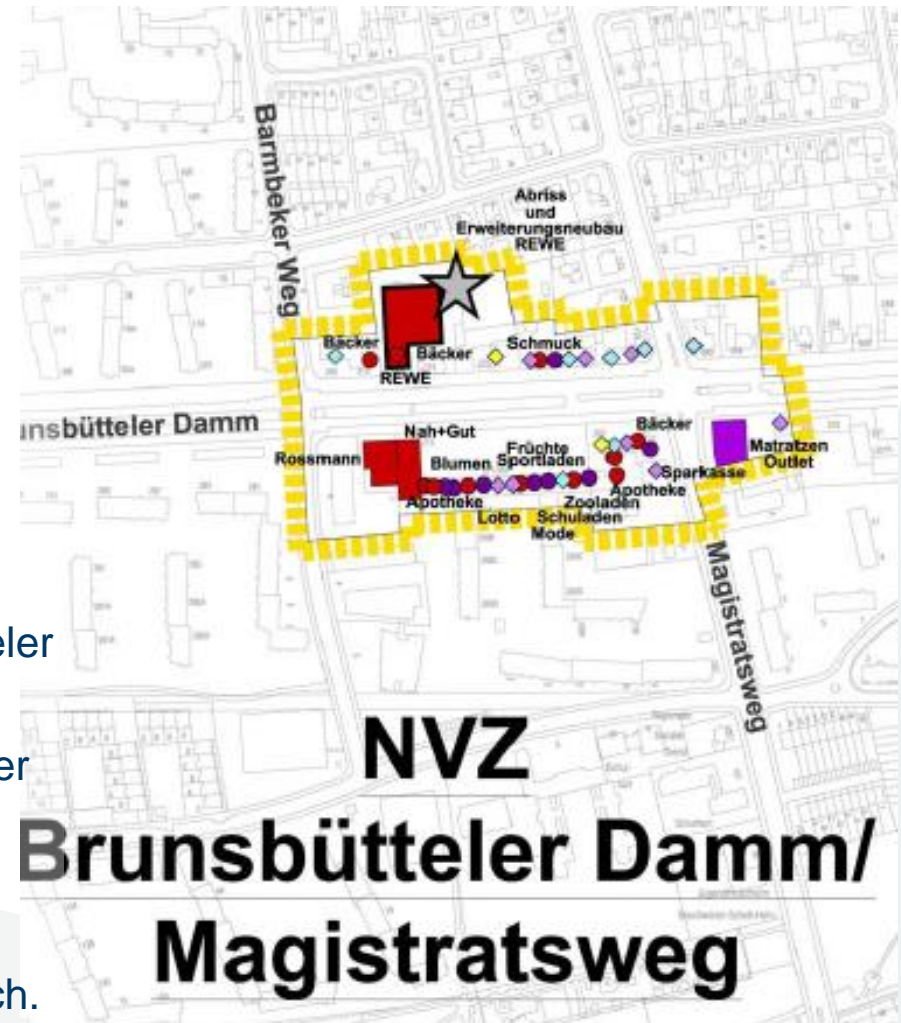 Barmbeker Weg
Abriss
und
Erweiterungsneubau
REWE
Bäcker
Bäcker
Schmuck
REWE
unsbütteler Damm
Nah+Gut
Bäcker
Rossmann
Blumen
Früchte
Sportladen
Matratzen
Outlet
Sparkasse
Apotheke
Apotheke
Zooladen
Lotto
Schuladen
Mode
Magistratsweg
eler
er
NVZ
Brunsbütteler Damm/
Magistratsweg
ch.